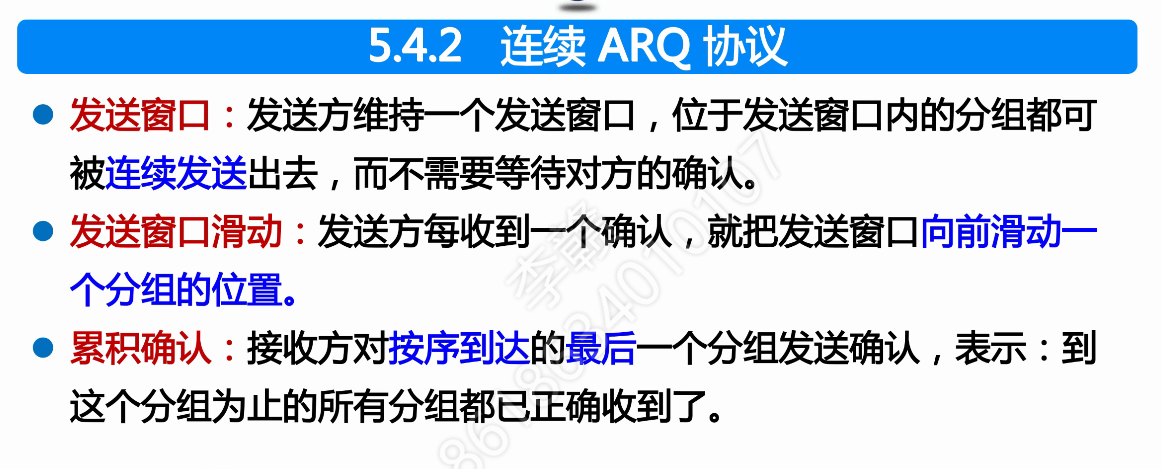 5.4.2 连续 ARQ 协议
发送窗口：发送方维持一个发送窗口，位于发送窗口内的分组都可
被连续发送出去，而不需要等待对方的确认。
发送窗口滑动：发送方每收到一个确认，就把发送窗口向前滑动一
个分组的位置。
累积确认：接收方对按序到达的最后一个分组发送确认，表示：到
这个分组为止的所有分组都已正确收到了。